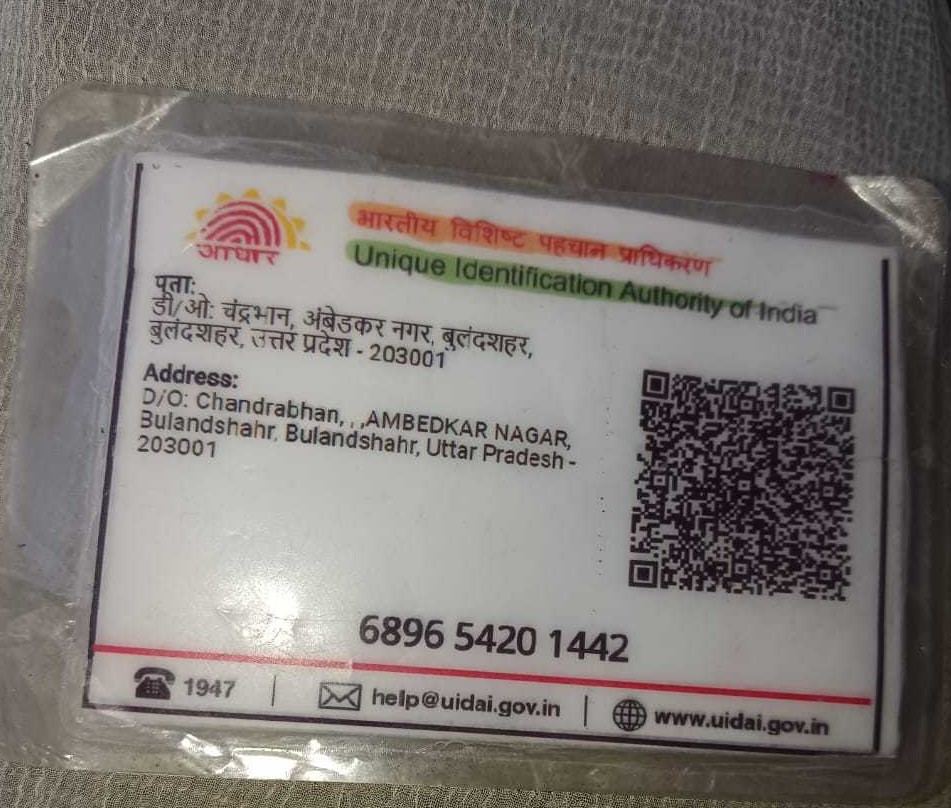 आधार
भारतीय विशिष्ट पहचान प्राधिकरण
Unique Identification Authority of India
पता:
डी/ओ: चंद्रभान, अंबेडकर नगर, बुलंदशहर,
बुलंदशहर, उत्तर प्रदेश - 203001
Address:
D/O: Chandrabhan, , ,AMBEDKAR NAGAR,
Bulandshahr, Bulandshahr, Uttar Pradesh -
203001
6896 5420 1442
1947 | help@uidai.gov.in | www.uidai.gov.in